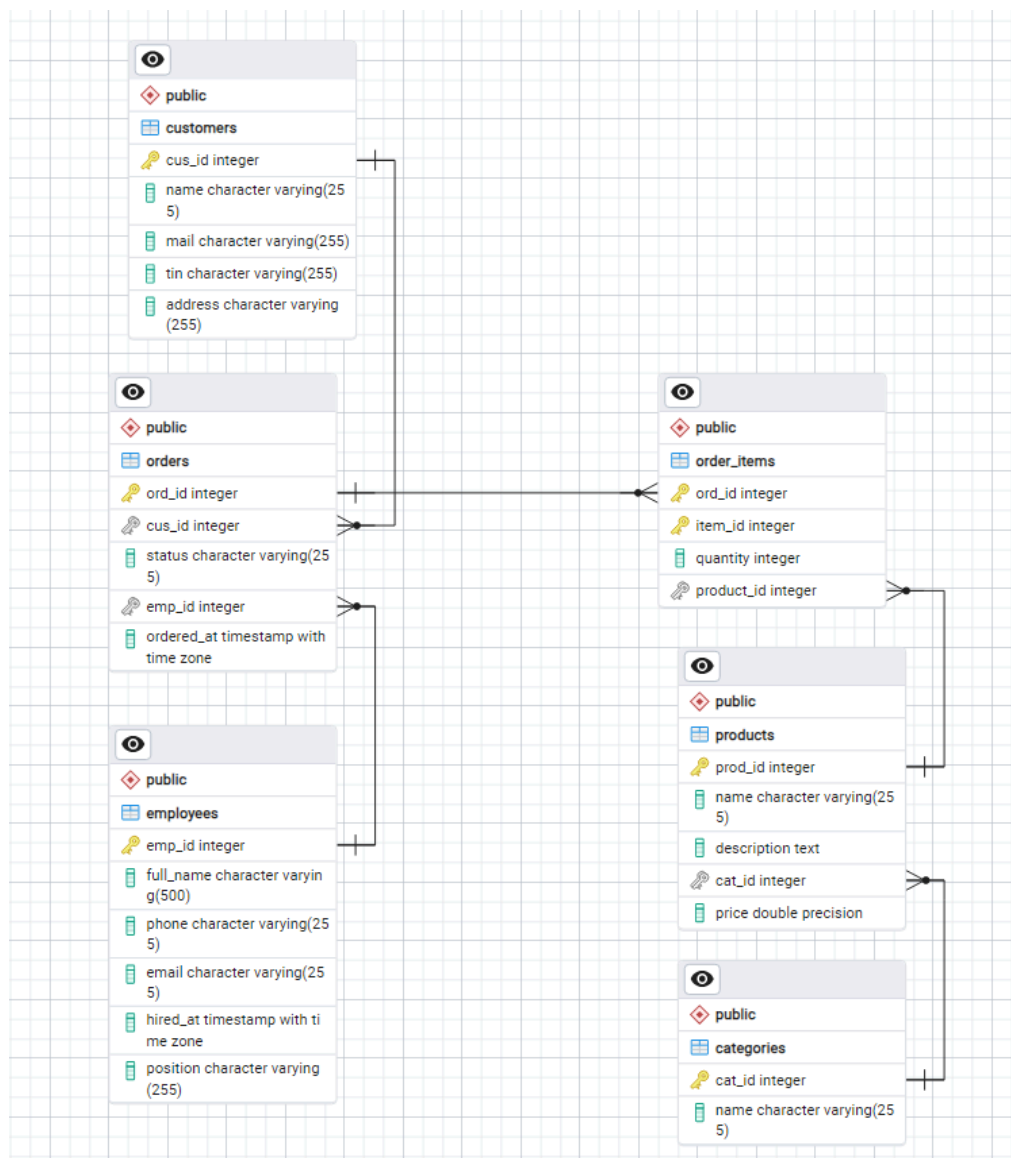 public
customers
cus_id integer
name character varying(25
5)
mail character varying(255)
tin character varying(255)
address character varying
(255)
public
orders
ord_id integer
cus_id integer
status character varying(25
5)
emp_id integer
ordered_at timestamp with
time zone
public
order_items
ord_id integer
item_id integer
quantity integer
product_id integer
public
employees
emp_id integer
full_name character varyin
g(500)
phone character varying(25
5)
email character varying(25
5)
hired_at timestamp with ti
me zone
position character varying
(255)
public
products
prod_id integer
name character varying(25
5)
description text
cat_id integer
price double precision
public
categories
cat_id integer
name character varying(25
5)